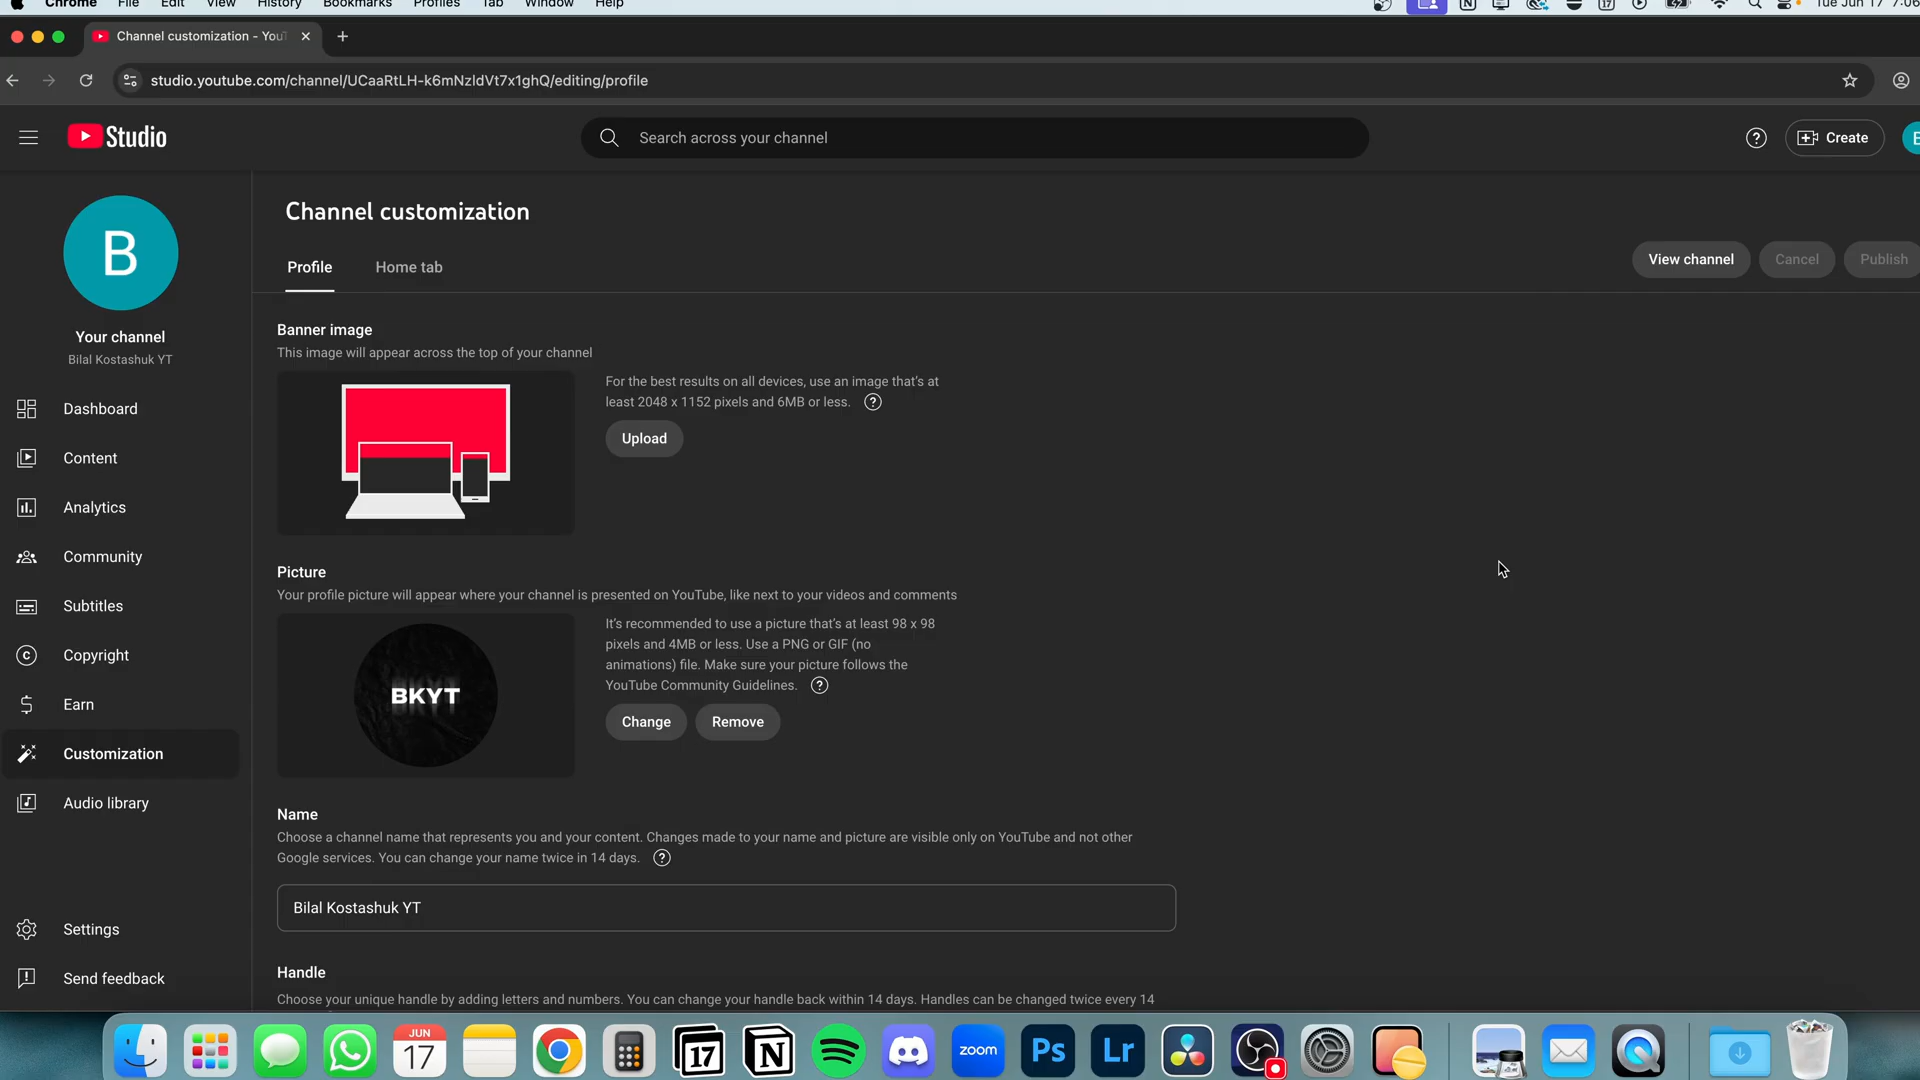 Chrome File Edit View History Bookmarks Profiles Tab Window Help
17
Tue Jun 17 7:06
Channel customization - YouT
studio.youtube.com/channel/UCaaRtLH-k6mNzldVt7x1ghQ/editing/profile
Studio
Search across your channel
Create
B
Your channel
Bilal Kostashuk YT
Dashboard
Content
Analytics
Community
Subtitles
Copyright
Earn
Customization
Audio library
Settings
Send feedback
Channel customization
Profile Home tab
View channel Cancel Publish
Banner image
This image will appear across the top of your channel
For the best results on all devices, use an image that's at
least 2048 x 1152 pixels and 6MB or less.
Upload
Picture
Your profile picture will appear where your channel is presented on YouTube, like next to your videos and comments
BKYT
It's recommended to use a picture that's at least 98 x 98
pixels and 4MB or less. Use a PNG or GIF (no
animations) file. Make sure your picture follows the
YouTube Community Guidelines.
Change Remove
Name
Choose a channel name that represents you and your content. Changes made to your name and picture are visible only on YouTube and not other
Google services. You can change your name twice in 14 days.
Bilal Kostashuk YT
Handle
Choose your unique handle by adding letters and numbers. You can change your handle back within 14 days. Handles can be changed twice every 14
JUN
17
17
N
zoom
Ps
Lr